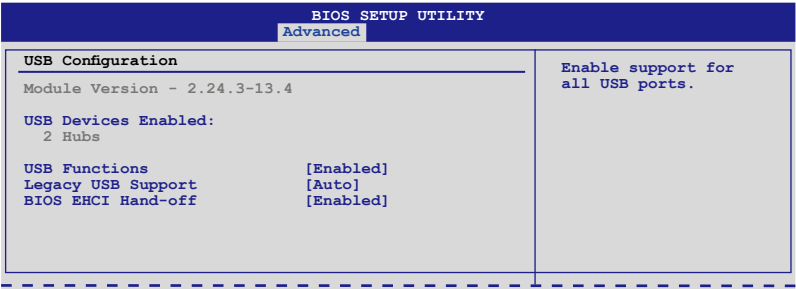 BIOS SETUP UTILITY
Advanced
USB Configuration
Module Version - 2.24.3-13.4
USB Devices Enabled:
2 Hubs
USB Functions [Enabled]
Legacy USB Support [Auto]
BIOS EHCI Hand-off [Enabled]
Enable support for
all USB ports.